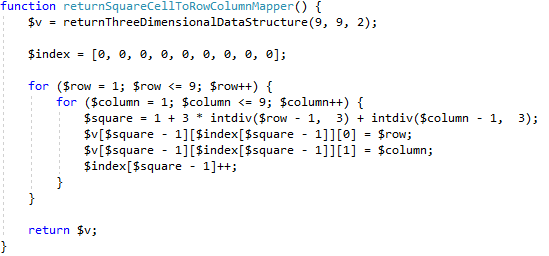 function returnSquareCellToRowColumnMapper() {
    $v = returnThreeDimensionalDataStructure(9, 9, 2);

    $index = [0, 0, 0, 0, 0, 0, 0, 0, 0];

    for ($row = 1; $row <= 9; $row++) {
        for ($column = 1; $column <= 9; $column++) {
            $square = 1 + 3 * intdiv($row - 1,  3) + intdiv($column - 1,  3);
            $v[$square - 1][$index[$square - 1]][0] = $row;
            $v[$square - 1][$index[$square - 1]][1] = $column;
            $index[$square - 1]++;
        }
    }

    return $v;
}